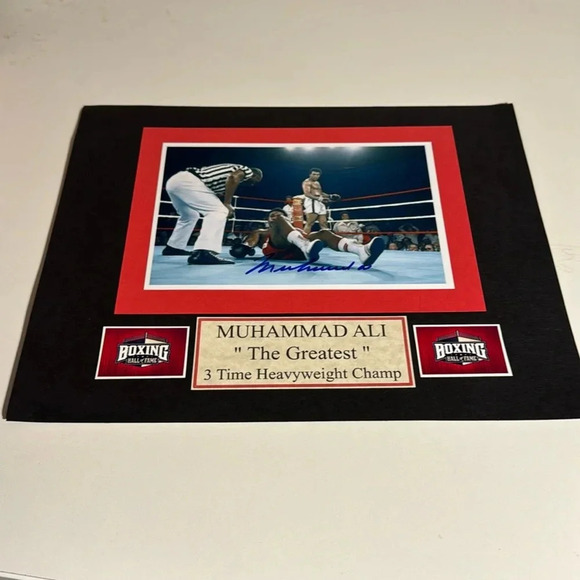 Muhammad Ali
BOXING
HALL OF FAME
MUHAMMAD ALI
" The Greatest "
3 Time Heavyweight Champ
BOXING
HALL OF FAME